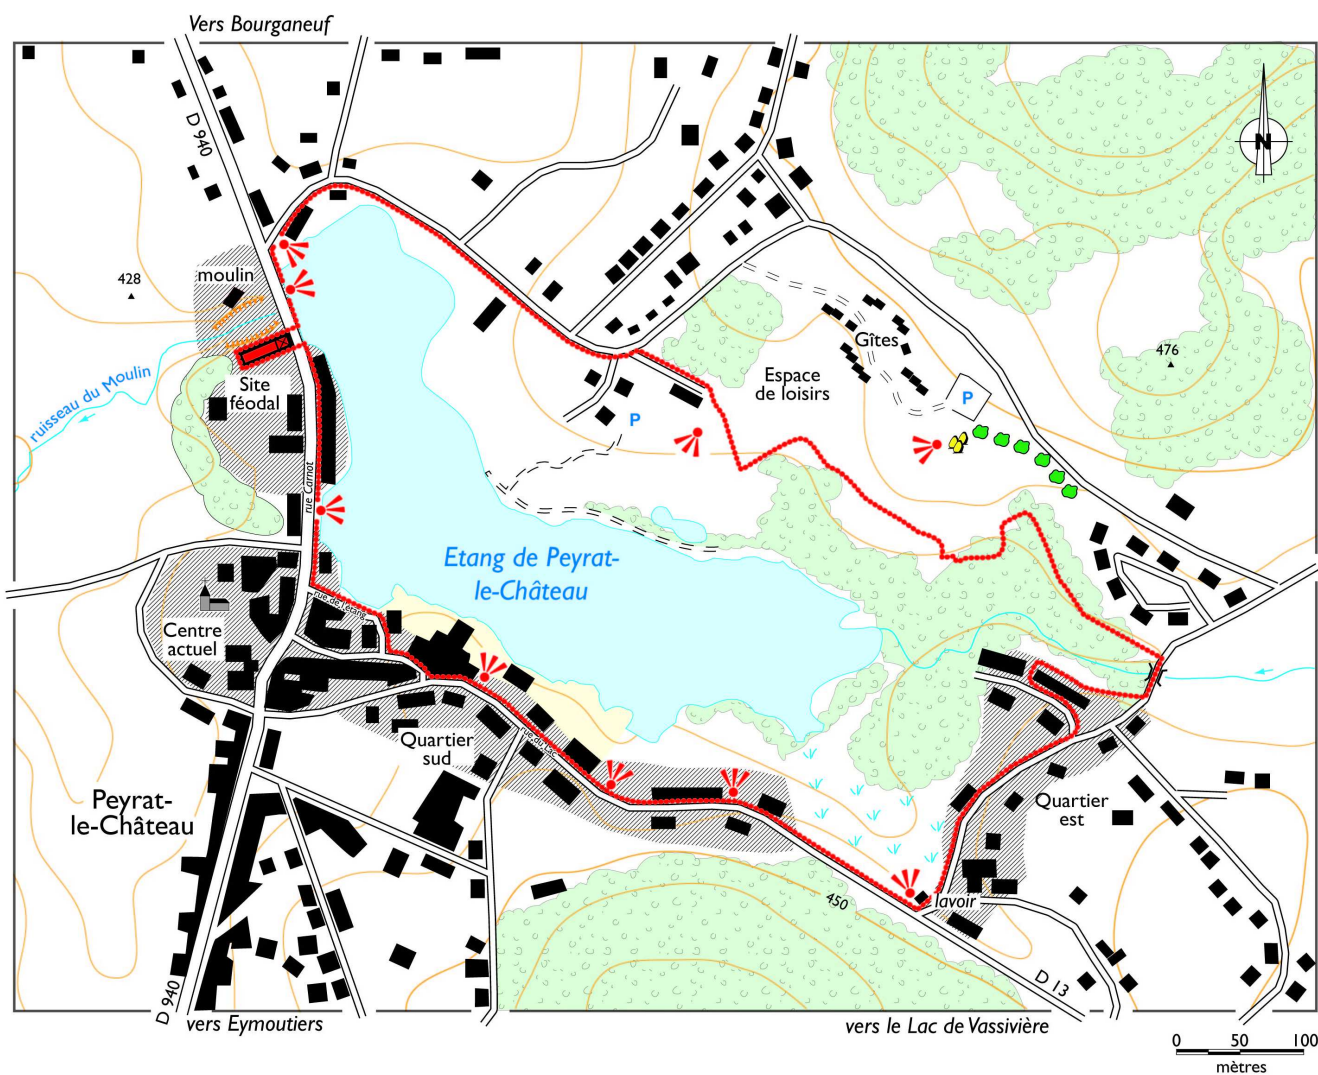 Vers Bourganeuf
D 940
N
moulin
428
ruisseau du Moulin
Site
féodal
476
Gîtes
Espace
de loisirs
P
P
rue Carnot
Etang de Peyrat-
le-Château
rue de l'étang
Centre
actuel
Quartier
sud
rue du Lac
Peyrat-
le-Château
Quartier
est
450
lavoir
D 13
D 940
vers Eymoutiers
vers le Lac de Vassivière
0 50 100
mètres